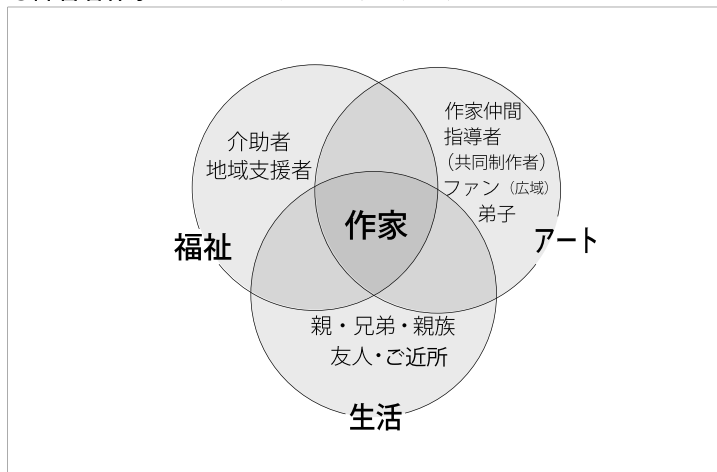 介助者
地域支援者
福祉
作家仲間
指導者
(共同制作者)
ファン(広域)
弟子
アート
作家
親・兄弟・親族
友人・ご近所
生活